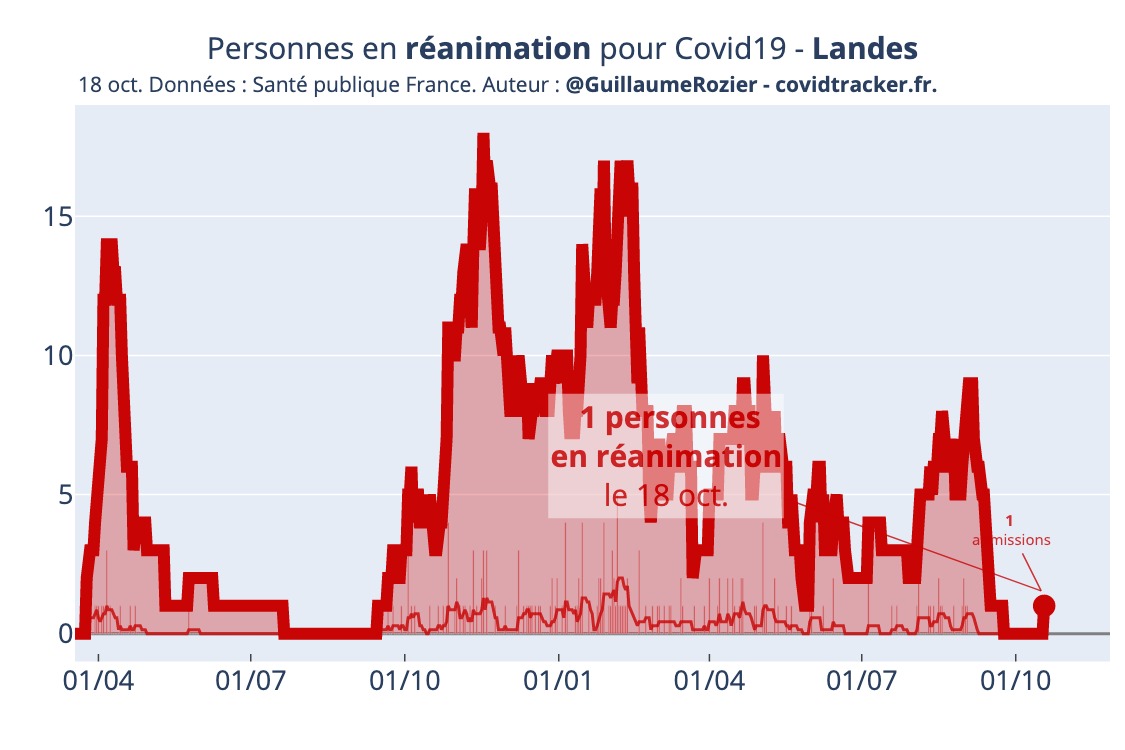 Personnes en réanimation pour Covid19 - Landes
18 oct. Données : Santé publique France. Auteur : @GuillaumeRozier - covidtracker.fr.
15
10
5
0
1 personnes
en réanimation
le 18 oct.
1
admissions
01/04
01/07
01/10
01/01
01/04
01/07
01/10